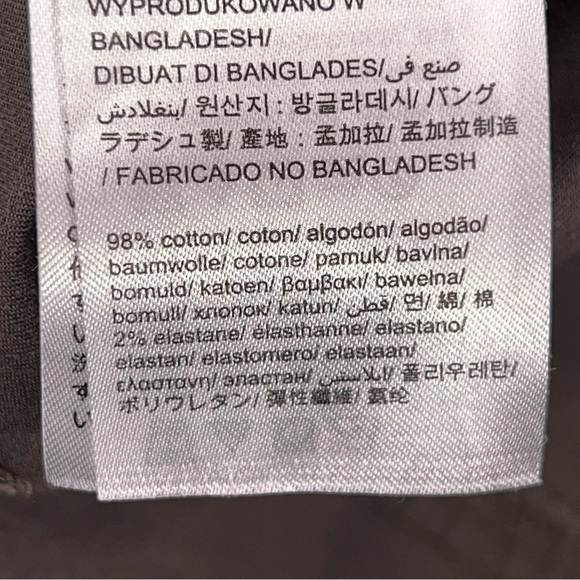 WYPRODUKOWANO W
BANGLADESH/
DIBUAT DI BANGLADES/صنع في
بنغلادش/ 원산지 : 방글라데시/ バング
ラデシュ製/ 產地 : 孟加拉/ 孟加拉制造
/ FABRICADO NO BANGLADESH
98% cotton/ coton/ algodón/ algodão/
baumwolle/ cotone/ pamuk/ bavlna/
bomuld/ katoen/ βαμβακι/ bawełna/
bomull/ хлопок/ katun/ قطن/ 면/ 綿/ 棉
2% elastane/ élasthanne/ elastano/
elastan/ elastomero/ elastaan/
ελασταν/ эластан/ ايلاستين/ 폴리우레탄/
ポリウレタン/ 彈性纖維/ 氨纶